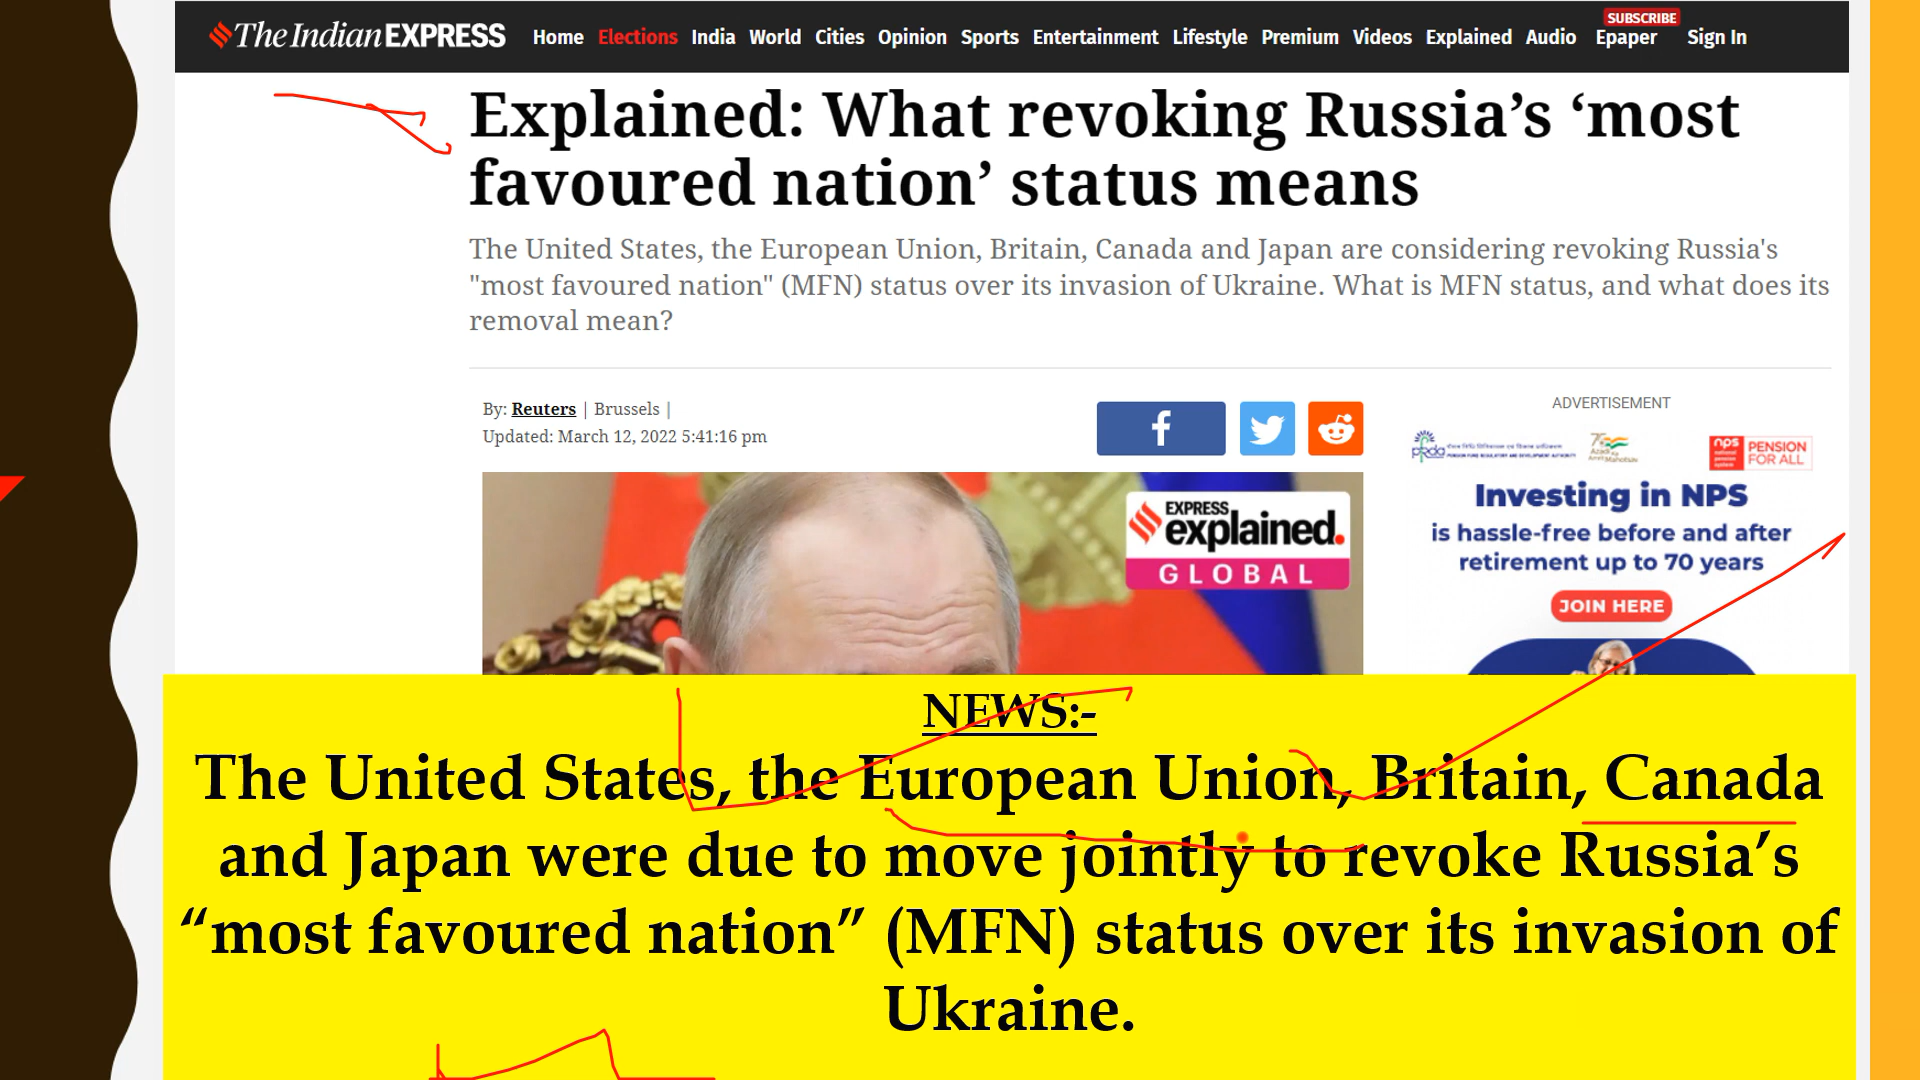 The Indian EXPRESS Home Elections India World Cities Opinion Sports Entertainment Lifestyle Premium Videos Explained Audio Epaper SUBSCRIBE Sign In
Explained: What revoking Russia’s ‘most
favoured nation’ status means
The United States, the European Union, Britain, Canada and Japan are considering revoking Russia's
"most favoured nation" (MFN) status over its invasion of Ukraine. What is MFN status, and what does its
removal mean?
By: Reuters | Brussels |
Updated: March 12, 2022 5:41:16 pm
ADVERTISEMENT
nps PENSION
FOR ALL
Investing in NPS
is hassle-free before and after
retirement up to 70 years
JOIN HERE
EXPRESS
explained.
GLOBAL
NEWS:-
The United States, the European Union, Britain, Canada
and Japan were due to move jointly to revoke Russia’s
“most favoured nation” (MFN) status over its invasion of
Ukraine.